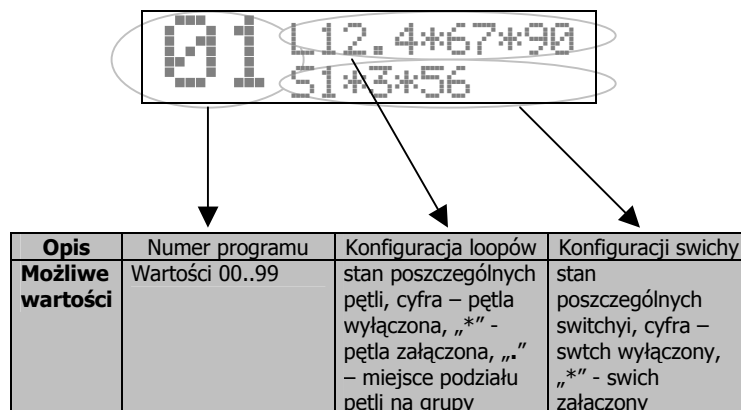 01
L12.4*67*90
S1*3*56
Opis Numer programu Konfiguracja loopów Konfiguracji swichy
Możliwe wartości Wartości 00..99 stan poszczególnych pętli, cyfra – pętla wyłączona, „*” - pętla załączona, „.” – miejsce podziału pętli na grupy stan poszczególnych switchyi, cyfra – swtch wyłączony, „*” - swich załączony